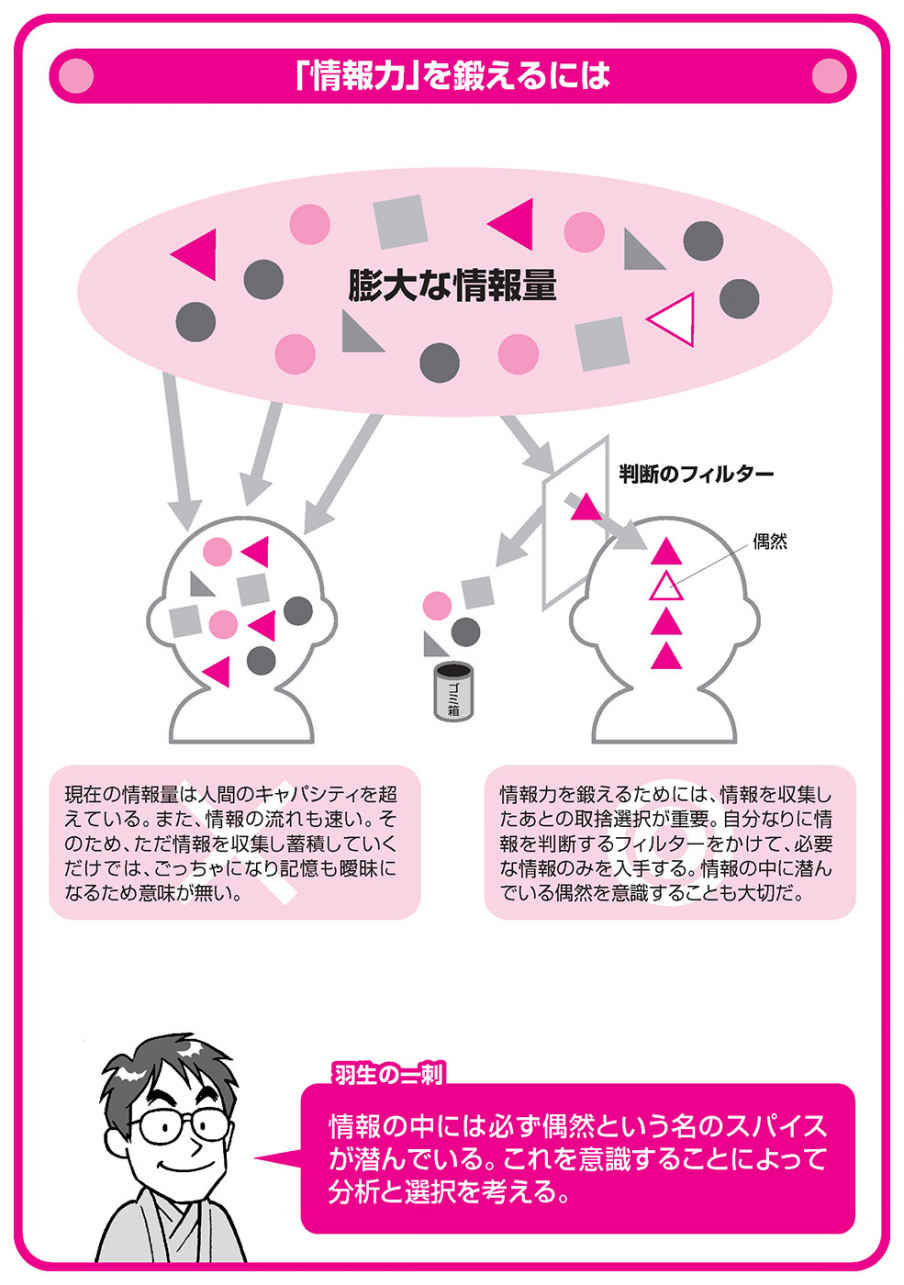 「情報力」を鍛えるには
膨大な情報量
判断のフィルター
偶然
ゴミ箱
現在の情報量は人間のキャパシティを超
えている。また、情報の流れも速い。そ
のため、ただ情報を収集し蓄積していく
だけでは、ごっちゃになり記憶も曖昧に
なるため意味が無い。
情報力を鍛えるためには、情報を収集し
たあとの取捨選択が重要。自分なりに情
報を判断するフィルターをかけて、必要
な情報のみを入手する。情報の中に潜ん
でいる偶然を意識することも大切だ。
羽生の一刺
情報の中には必ず偶然という名のスパイス
が潜んでいる。これを意識することによって
分析と選択を考える。